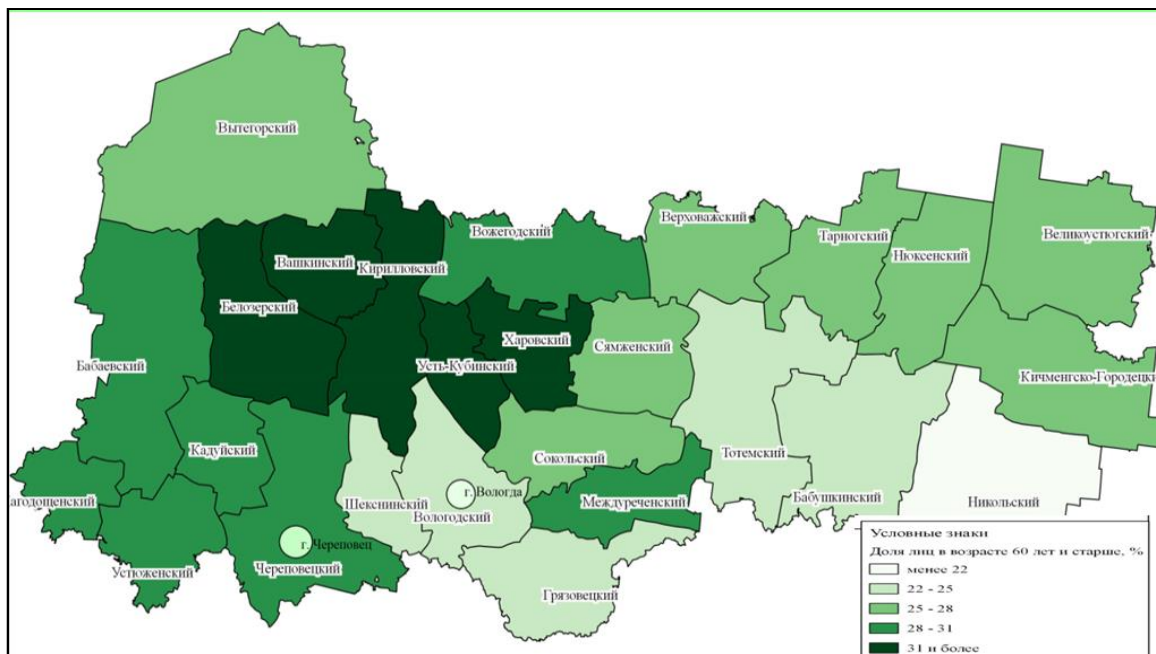 Вытегорский
Верховажский
Вожегодский
Тарногский
Великоустюгский
Нюксенский
Вашкинский
Кирилловский
Белозерский
Харовский
Сямженский
Бабаевский
Усть-Кубинский
Кичменгско-Городецки
Кадуйский
Сокольский
Тотемский
агодощенский
Шекснинский
г. Вологда
Вологодский
Междуреченский
Бабушкинский
Никольский
г. Череповец
Череповецкий
Устюженский
Грязовецкий
Условные знаки
Доля лиц в возрасте 60 лет и старше, %
менее 22
22 - 25
25 - 28
28 - 31
31 и более